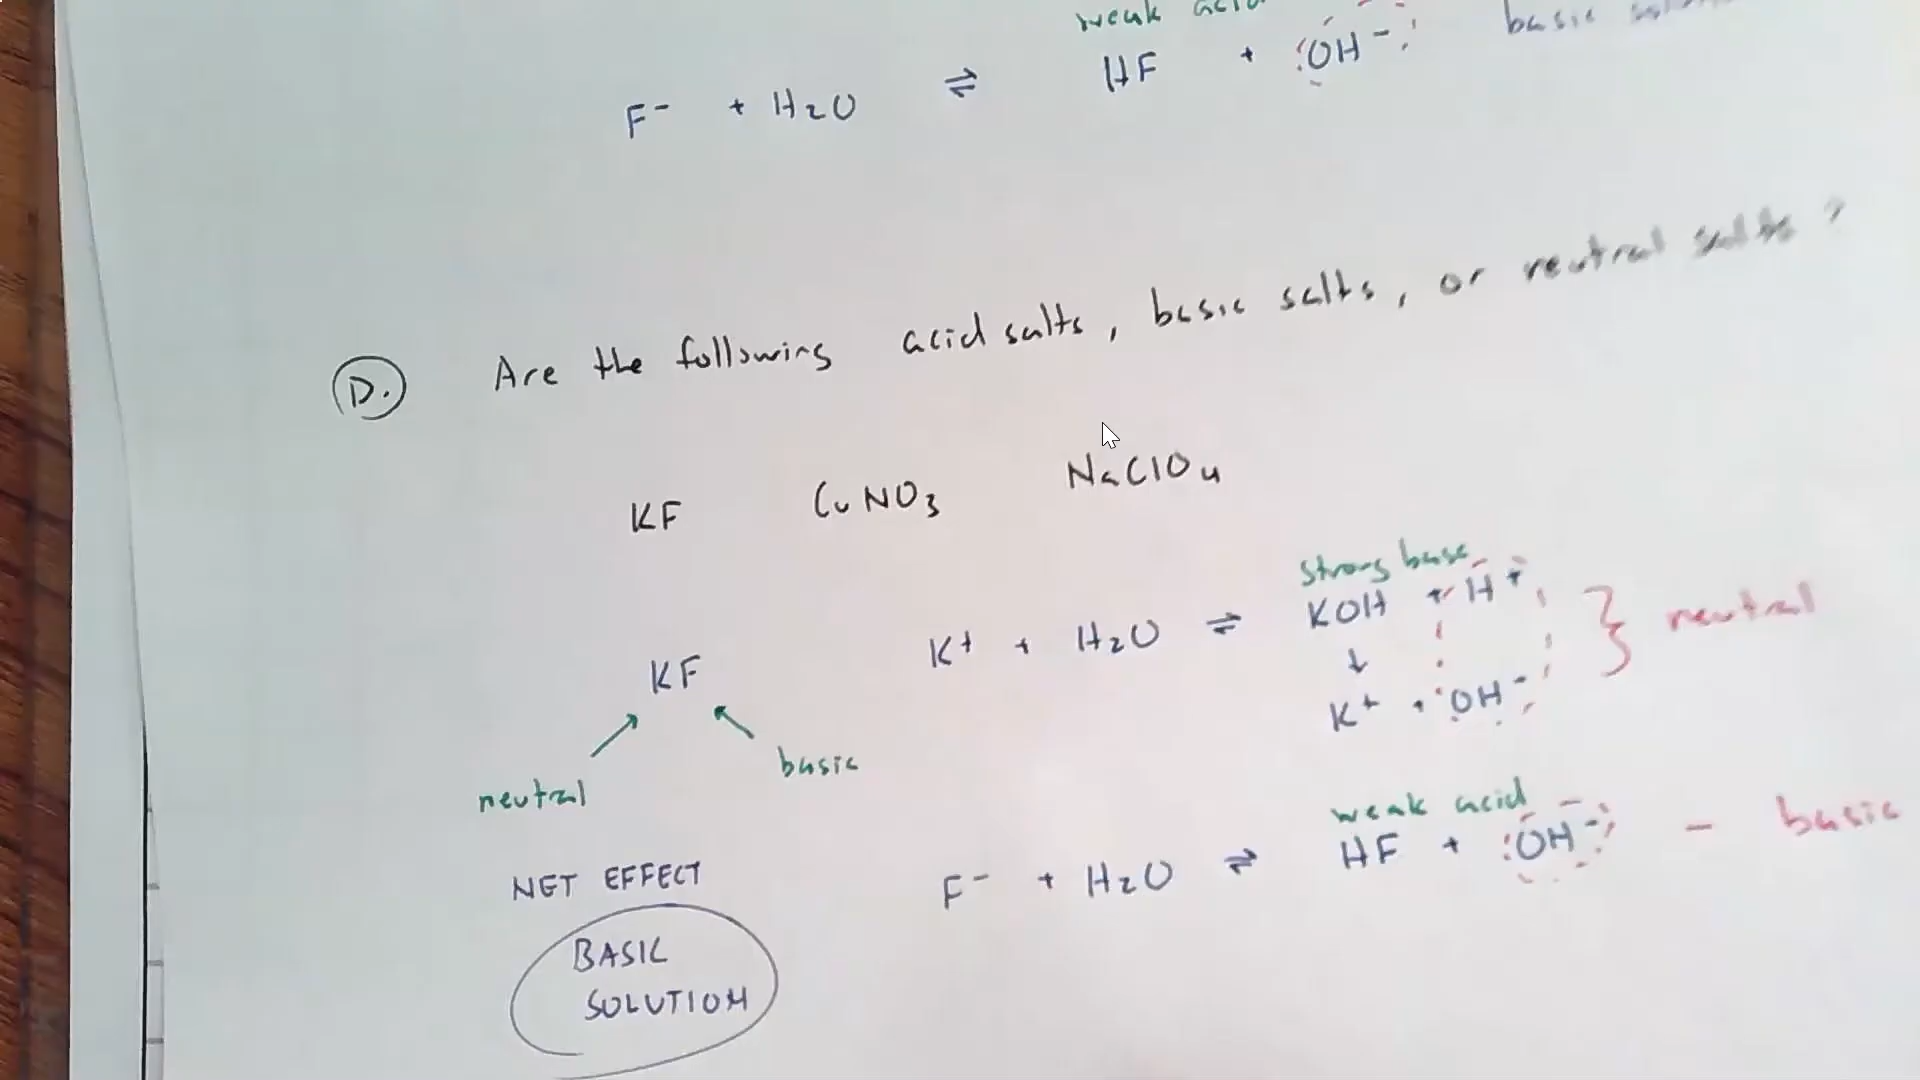 weak acid
F⁻ + H₂O ⇌ HF + OH⁻ basic
D. Are the following acid salts, basic salts, or neutral salts?
KF CuNO₃ NaClO₄
strong base
K⁺ + H₂O ⇌ KOH + H⁺ } neutral
↓
K⁺ + OH⁻
KF
neutral basic
weak acid
F⁻ + H₂O ⇌ HF + OH⁻ - basic
NET EFFECT
BASIC
SOLUTION